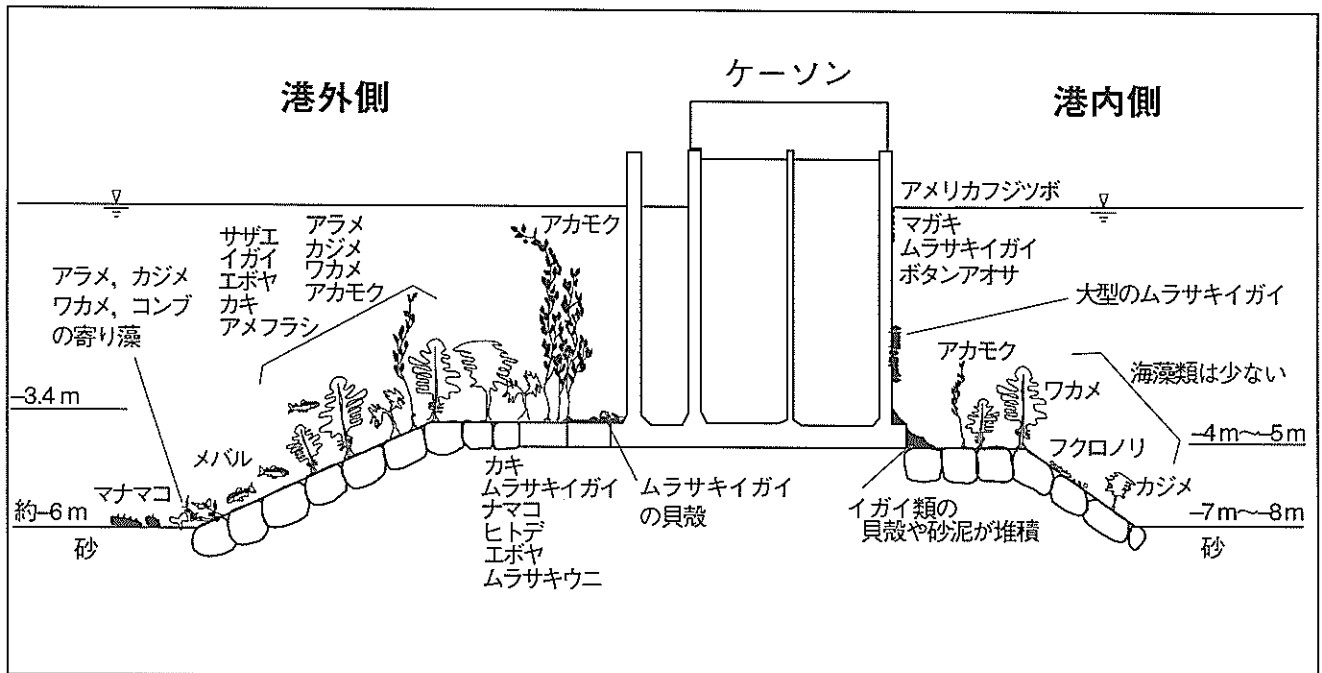 ケーソン
港外側
港内側
アメリカフジツボ
アラメ
カジメ
ワカメ
アカモク
サザエ
イガイ
エボヤ
カキ
アメフラシ
アカモク
マガキ
ムラサキイガイ
ボタンアオサ
アラメ，カジメ
ワカメ，コンブ
の寄り藻
大型のムラサキイガイ
アカモク
ワカメ
海藻類は少ない
−3.4 m
−4m〜−5m
メバル
フクロノリ
カジメ
マナマコ
約−6 m
砂
カキ
ムラサキイガイ
ナマコ
ヒトデ
エボヤ
ムラサキウニ
ムラサキイガイ
の貝殻
イガイ類の
貝殻や砂泥が堆積
−7m〜−8m
砂